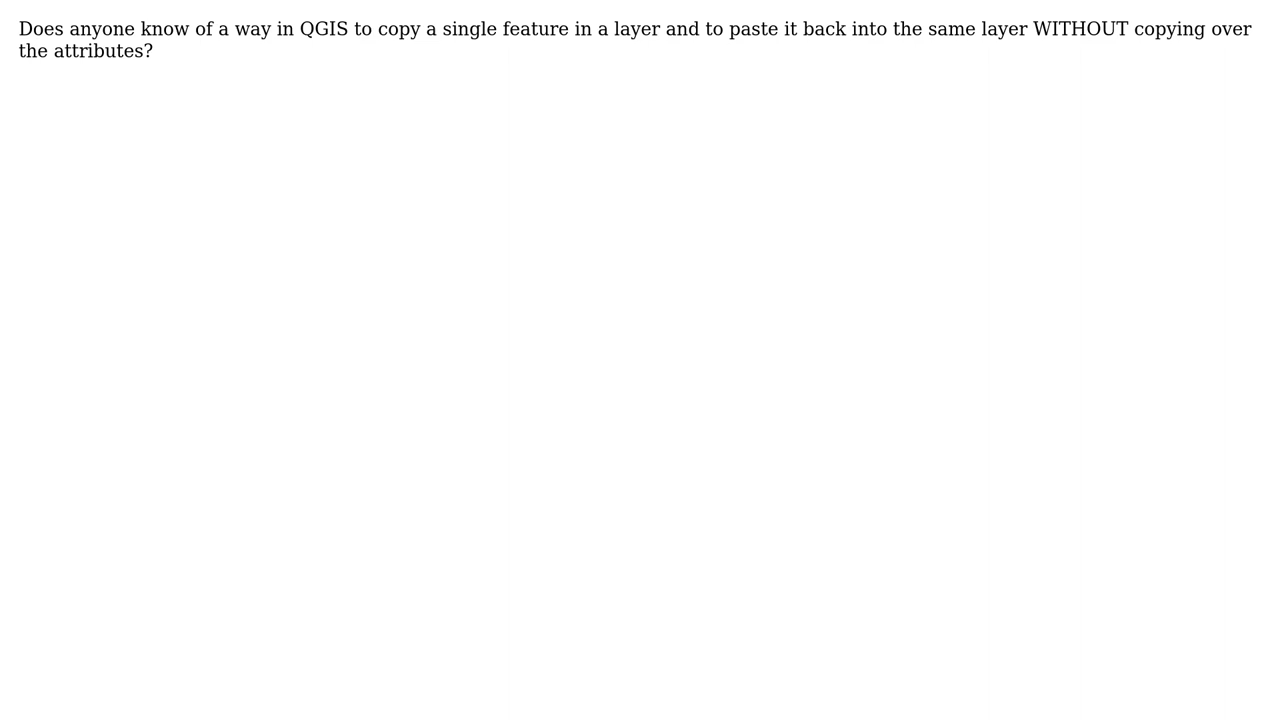 Does anyone know of a way in QGIS to copy a single feature in a layer and to paste it back into the same layer WITHOUT copying over
the attributes?